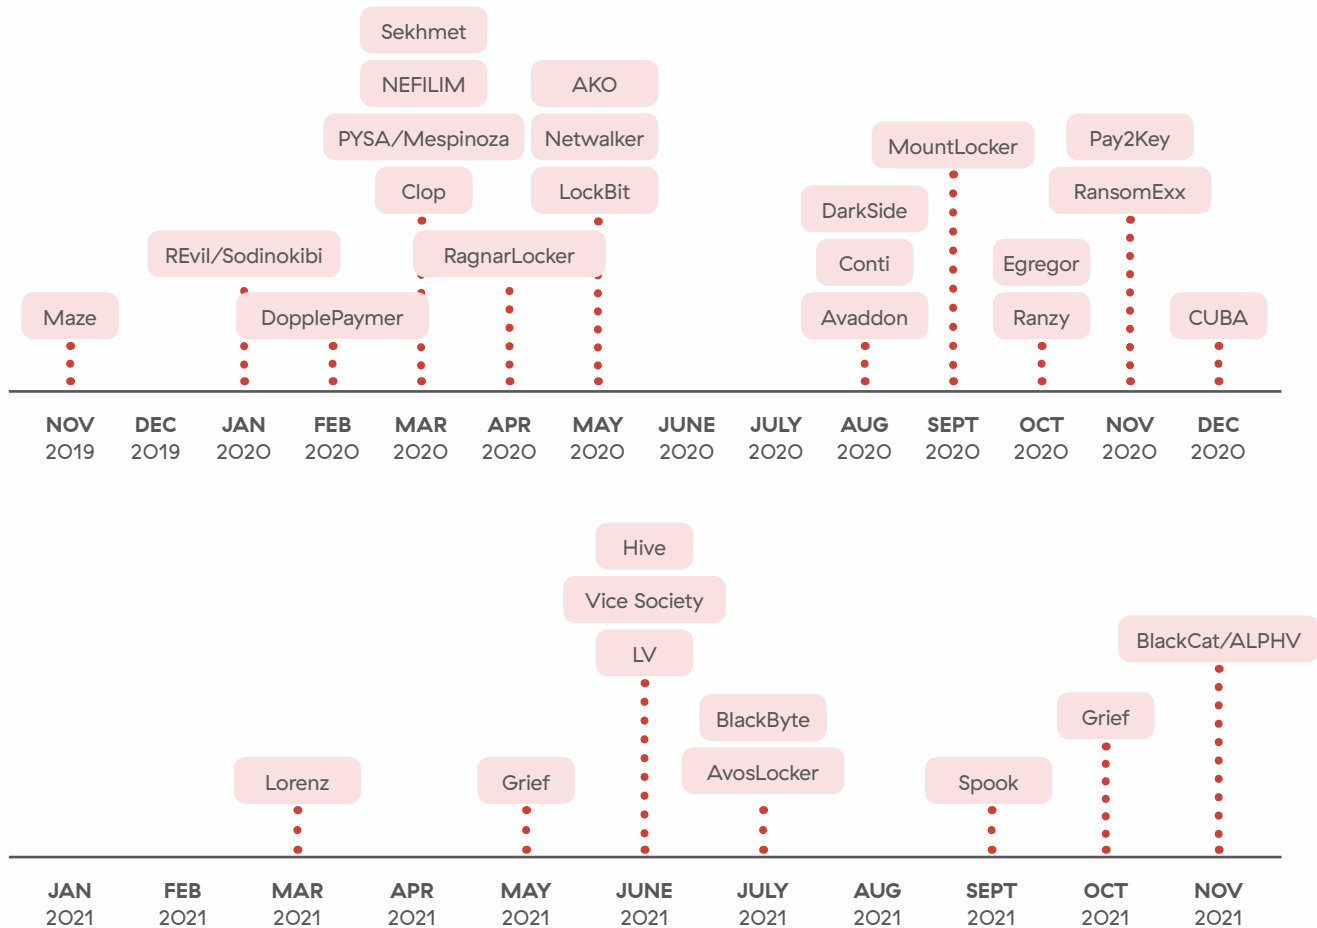 Sekhmet
NEFILIM
AKO
PYSA/Mespinoza
Netwalker
MountLocker
Pay2Key
Clop
LockBit
RansomExx
DarkSide
REvil/Sodinokibi
RagnarLocker
Conti
Egregor
Maze
DopplePaymer
Avaddon
Ranzy
CUBA
NOV DEC JAN FEB MAR APR MAY JUNE JULY AUG SEPT OCT NOV DEC
2019 2019 2020 2020 2020 2020 2020 2020 2020 2020 2020 2020 2020 2020
Hive
Vice Society
LV
BlackCat/ALPHV
BlackByte
Grief
Lorenz
Grief
AvosLocker
Spook
JAN FEB MAR APR MAY JUNE JULY AUG SEPT OCT NOV
2021 2021 2021 2021 2021 2021 2021 2021 2021 2021 2021